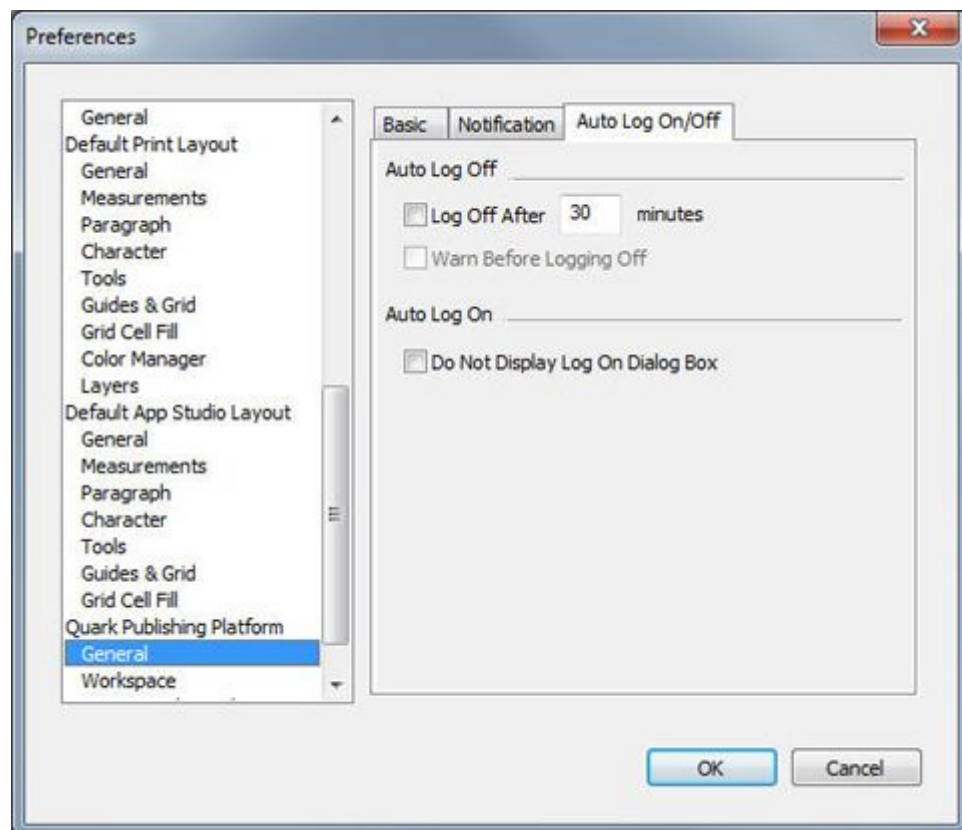 Preferences
General
Default Print Layout
General
Measurements
Paragraph
Character
Tools
Guides & Grid
Grid Cell Fill
Color Manager
Layers
Default App Studio Layout
General
Measurements
Paragraph
Character
Tools
Guides & Grid
Grid Cell Fill
Quark Publishing Platform
General
Workspace
Basic Notification Auto Log On/Off
Auto Log Off
Log Off After 30 minutes
Warn Before Logging Off
Auto Log On
Do Not Display Log On Dialog Box
OK Cancel